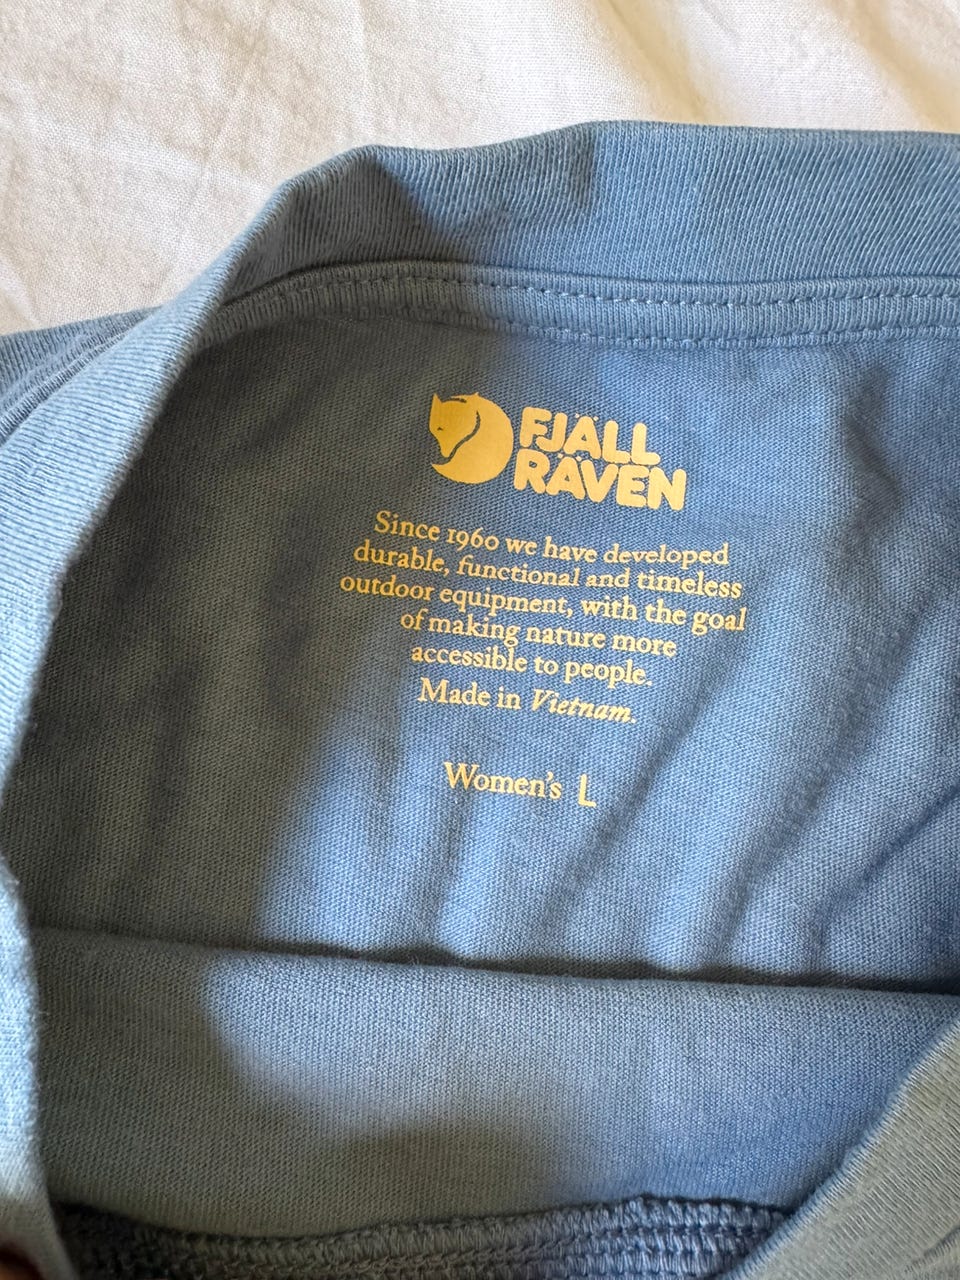 FJÄLL
RÄVEN
Since 1960 we have developed
durable, functional and timeless
outdoor equipment, with the goal
of making nature more
accessible to people.
Made in Vietnam.
Women's L